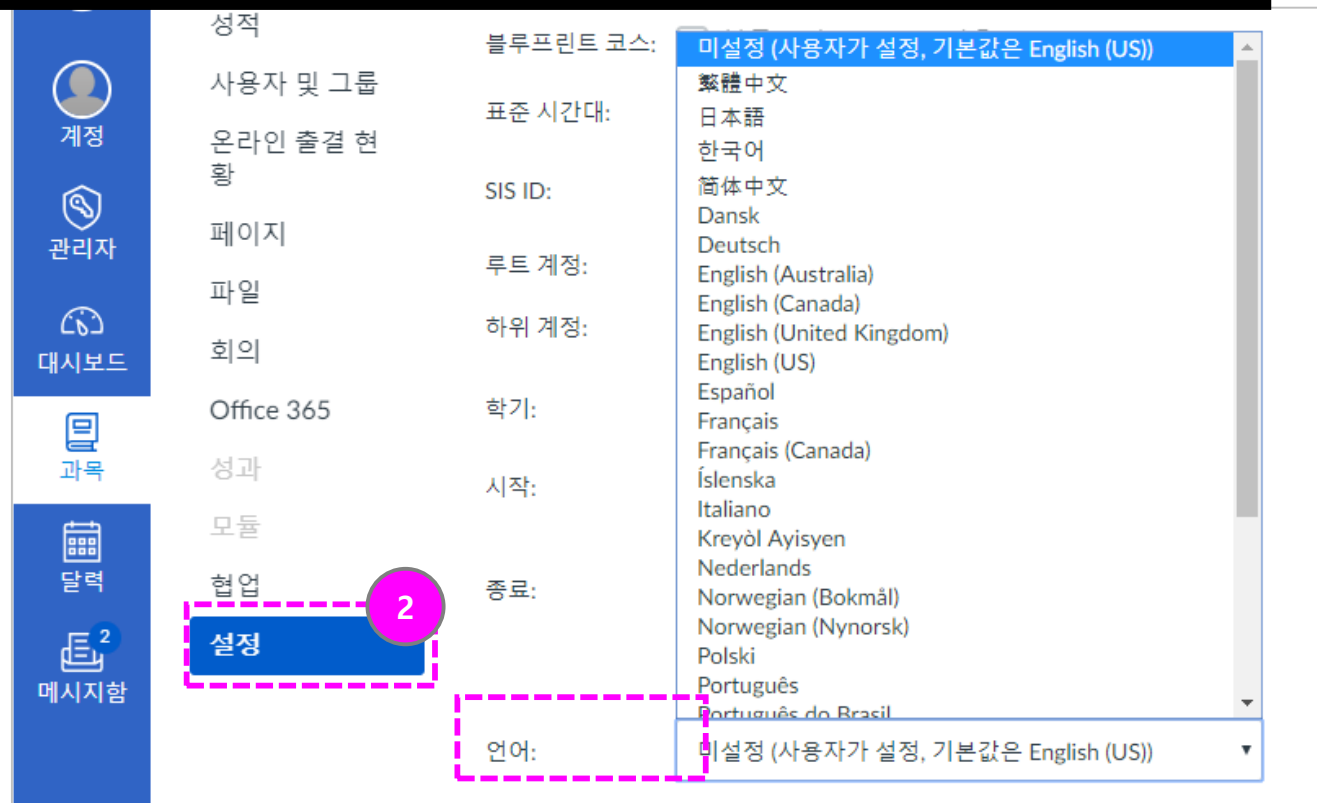 계정
관리자
대시보드
과목
달력
2
메시지함
성적
사용자 및 그룹
온라인 출결 현
황
페이지
파일
회의
Office 365
성과
모듈
협업
2
설정
블루프린트 코스:
표준 시간대:
SIS ID:
루트 계정:
하위 계정:
학기:
시작:
종료:
언어:
미설정 (사용자가 설정, 기본값은 English (US))
繁體中文
日本語
한국어
简体中文
Dansk
Deutsch
English (Australia)
English (Canada)
English (United Kingdom)
English (US)
Español
Français
Français (Canada)
Íslenska
Italiano
Kreyòl Ayisyen
Nederlands
Norwegian (Bokmål)
Norwegian (Nynorsk)
Polski
Português
Português do Brasil
미설정 (사용자가 설정, 기본값은 English (US))